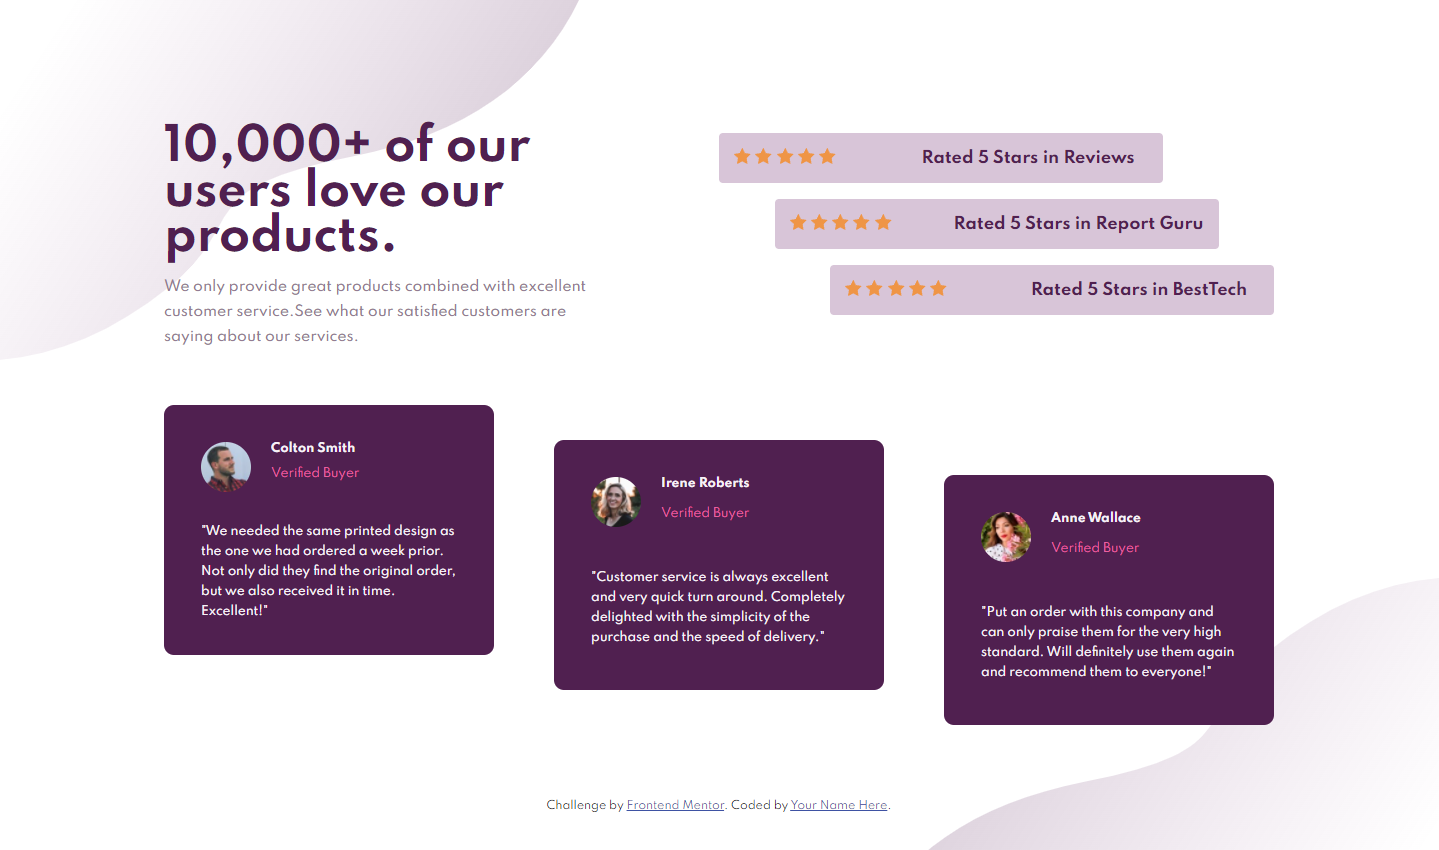 10,000+ of our
users love our
products.
We only provide great products combined with excellent
customer service.See what our satisfied customers are
saying about our services.
Rated 5 Stars in Reviews
Rated 5 Stars in Report Guru
Rated 5 Stars in BestTech
Colton Smith
Verified Buyer
"We needed the same printed design as
the one we had ordered a week prior.
Not only did they find the original order,
but we also received it in time.
Excellent!"
Irene Roberts
Verified Buyer
"Customer service is always excellent
and very quick turn around. Completely
delighted with the simplicity of the
purchase and the speed of delivery."
Anne Wallace
Verified Buyer
"Put an order with this company and
can only praise them for the very high
standard. Will definitely use them again
and recommend them to everyone!"
Challenge by Frontend Mentor. Coded by Your Name Here.